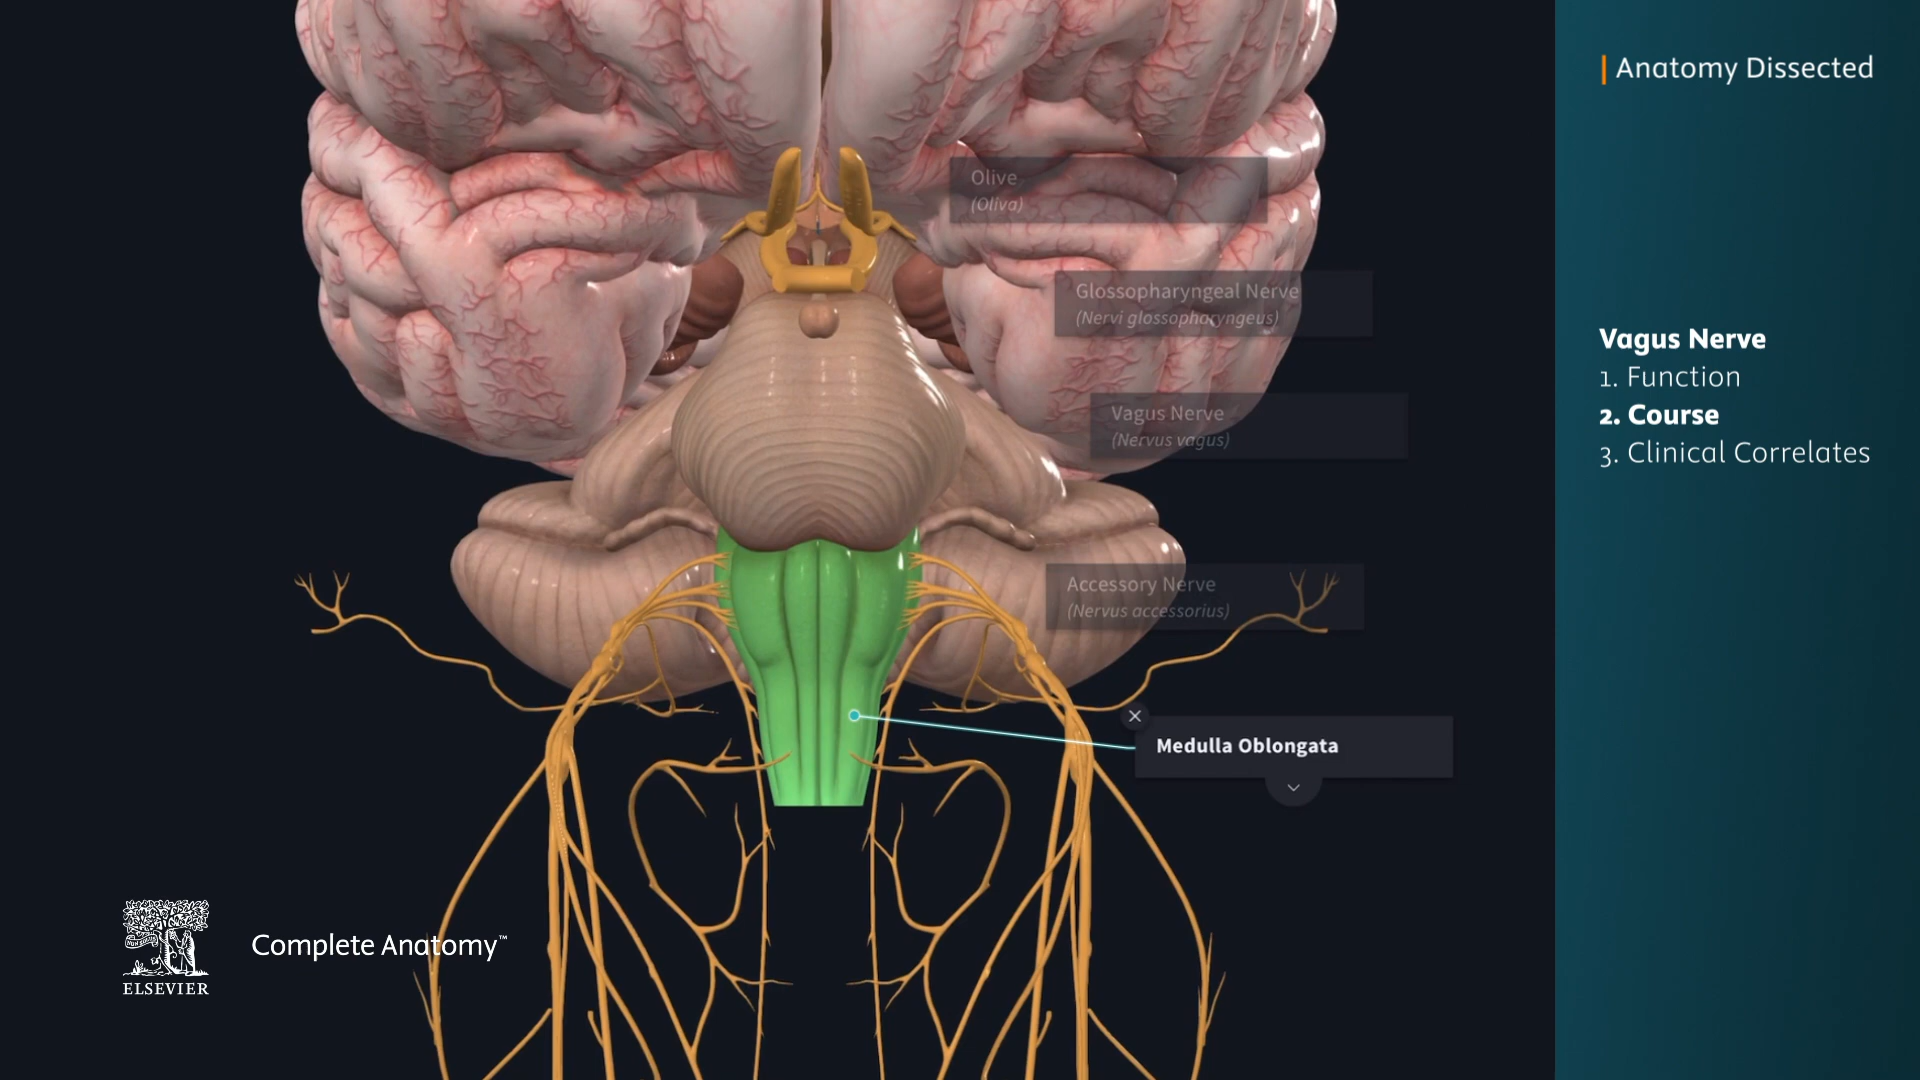 Anatomy Dissected
Olive
(Oliva)
Glossopharyngeal Nerve
(Nervi glossopharyngeus)
Vagus Nerve
(Nervus vagus)
Accessory Nerve
(Nervus accessorius)
Medulla Oblongata
Vagus Nerve
1. Function
2. Course
3. Clinical Correlates
Complete Anatomy™
ELSEVIER